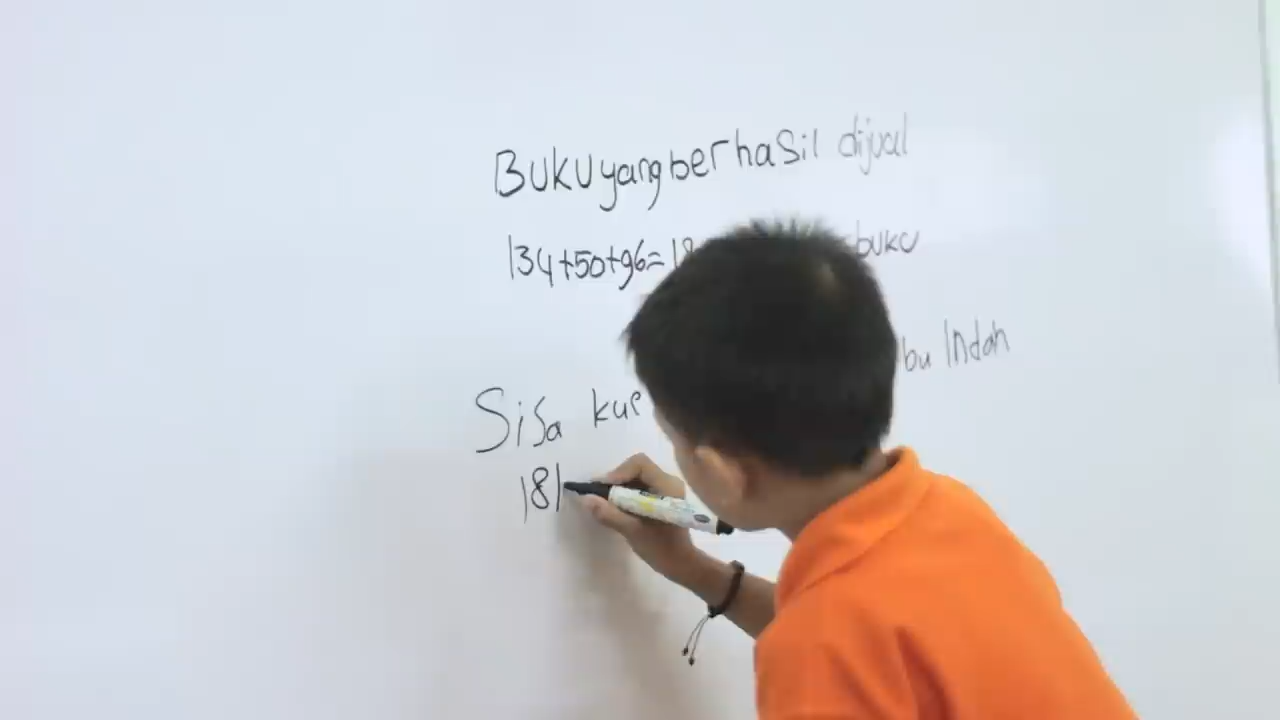 Buku yang berhasil dijual
134+50+96=18 buku
Sisa kue bu Indah
181